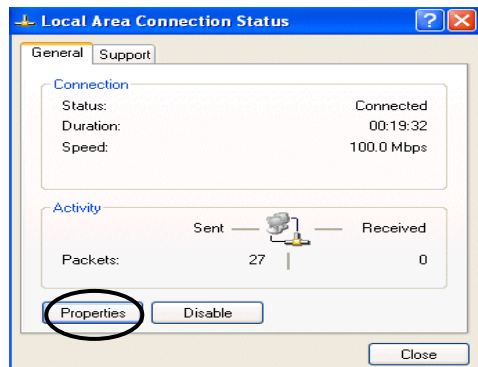 Local Area Connection Status
General Support
Connection
Status: Connected
Duration: 00:19:32
Speed: 100.0 Mbps
Activity
Sent Received
Packets: 27 0
Properties Disable
Close